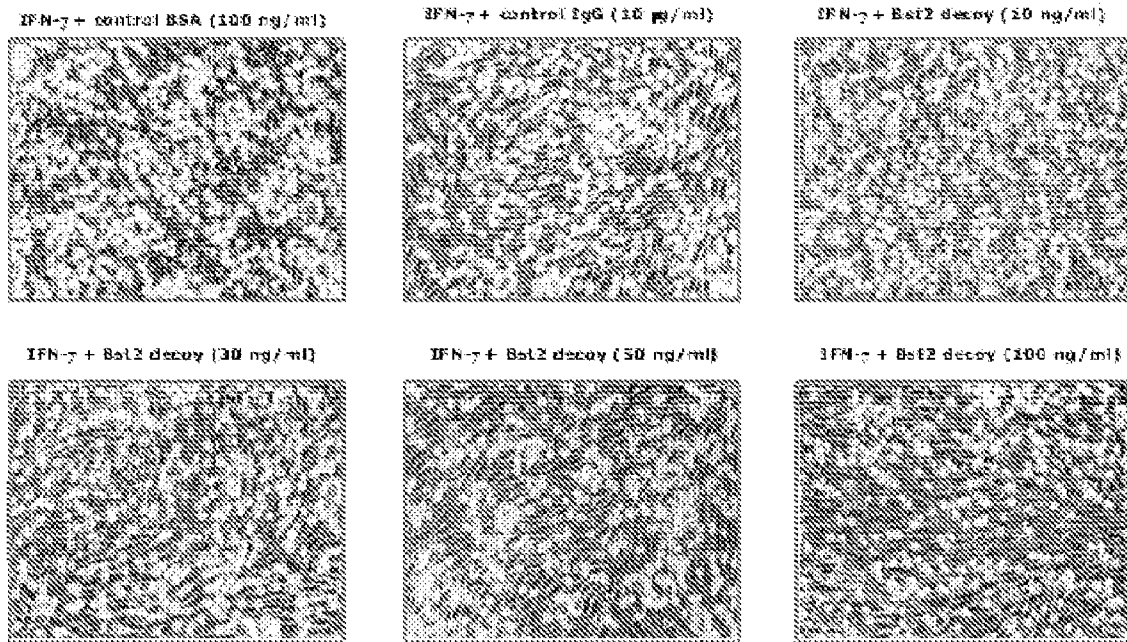 IFN-γ + control BSA (100 ng/ml)
IFN-γ + control IgG (10 μg/ml)
IFN-γ + Bst2 decoy (10 ng/ml)
IFN-γ + Bst2 decoy (30 ng/ml)
IFN-γ + Bst2 decoy (50 ng/ml)
IFN-γ + Bst2 decoy (100 ng/ml)